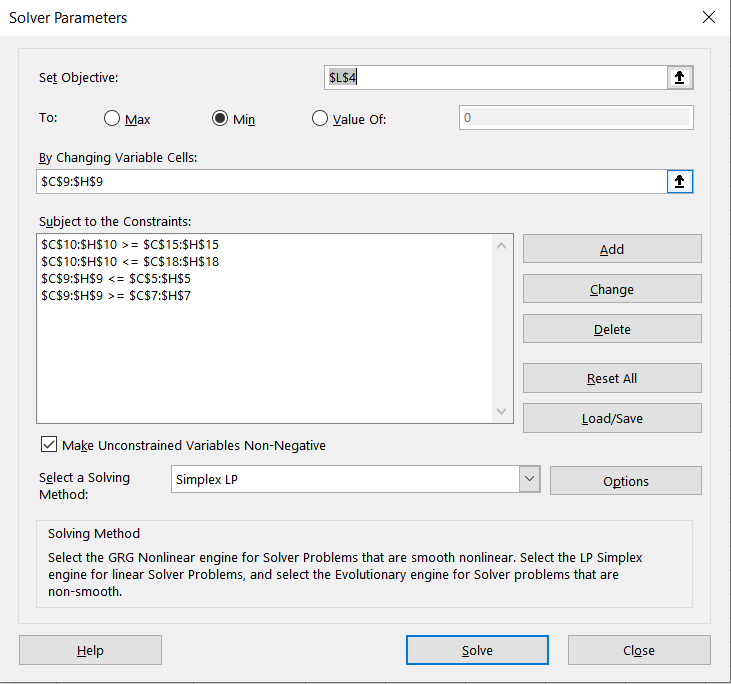 Solver Parameters
Set Objective:
$L$4
To:
Max
Min
Value Of:
0
By Changing Variable Cells:
$C$9:$H$9
Subject to the Constraints:
$C$10:$H$10 >= $C$15:$H$15
$C$10:$H$10 <= $C$18:$H$18
$C$9:$H$9 <= $C$5:$H$5
$C$9:$H$9 >= $C$7:$H$7
Add
Change
Delete
Reset All
Load/Save
Make Unconstrained Variables Non-Negative
Select a Solving
Method:
Simplex LP
Options
Solving Method
Select the GRG Nonlinear engine for Solver Problems that are smooth nonlinear. Select the LP Simplex
engine for linear Solver Problems, and select the Evolutionary engine for Solver problems that are
non-smooth.
Help
Solve
Close